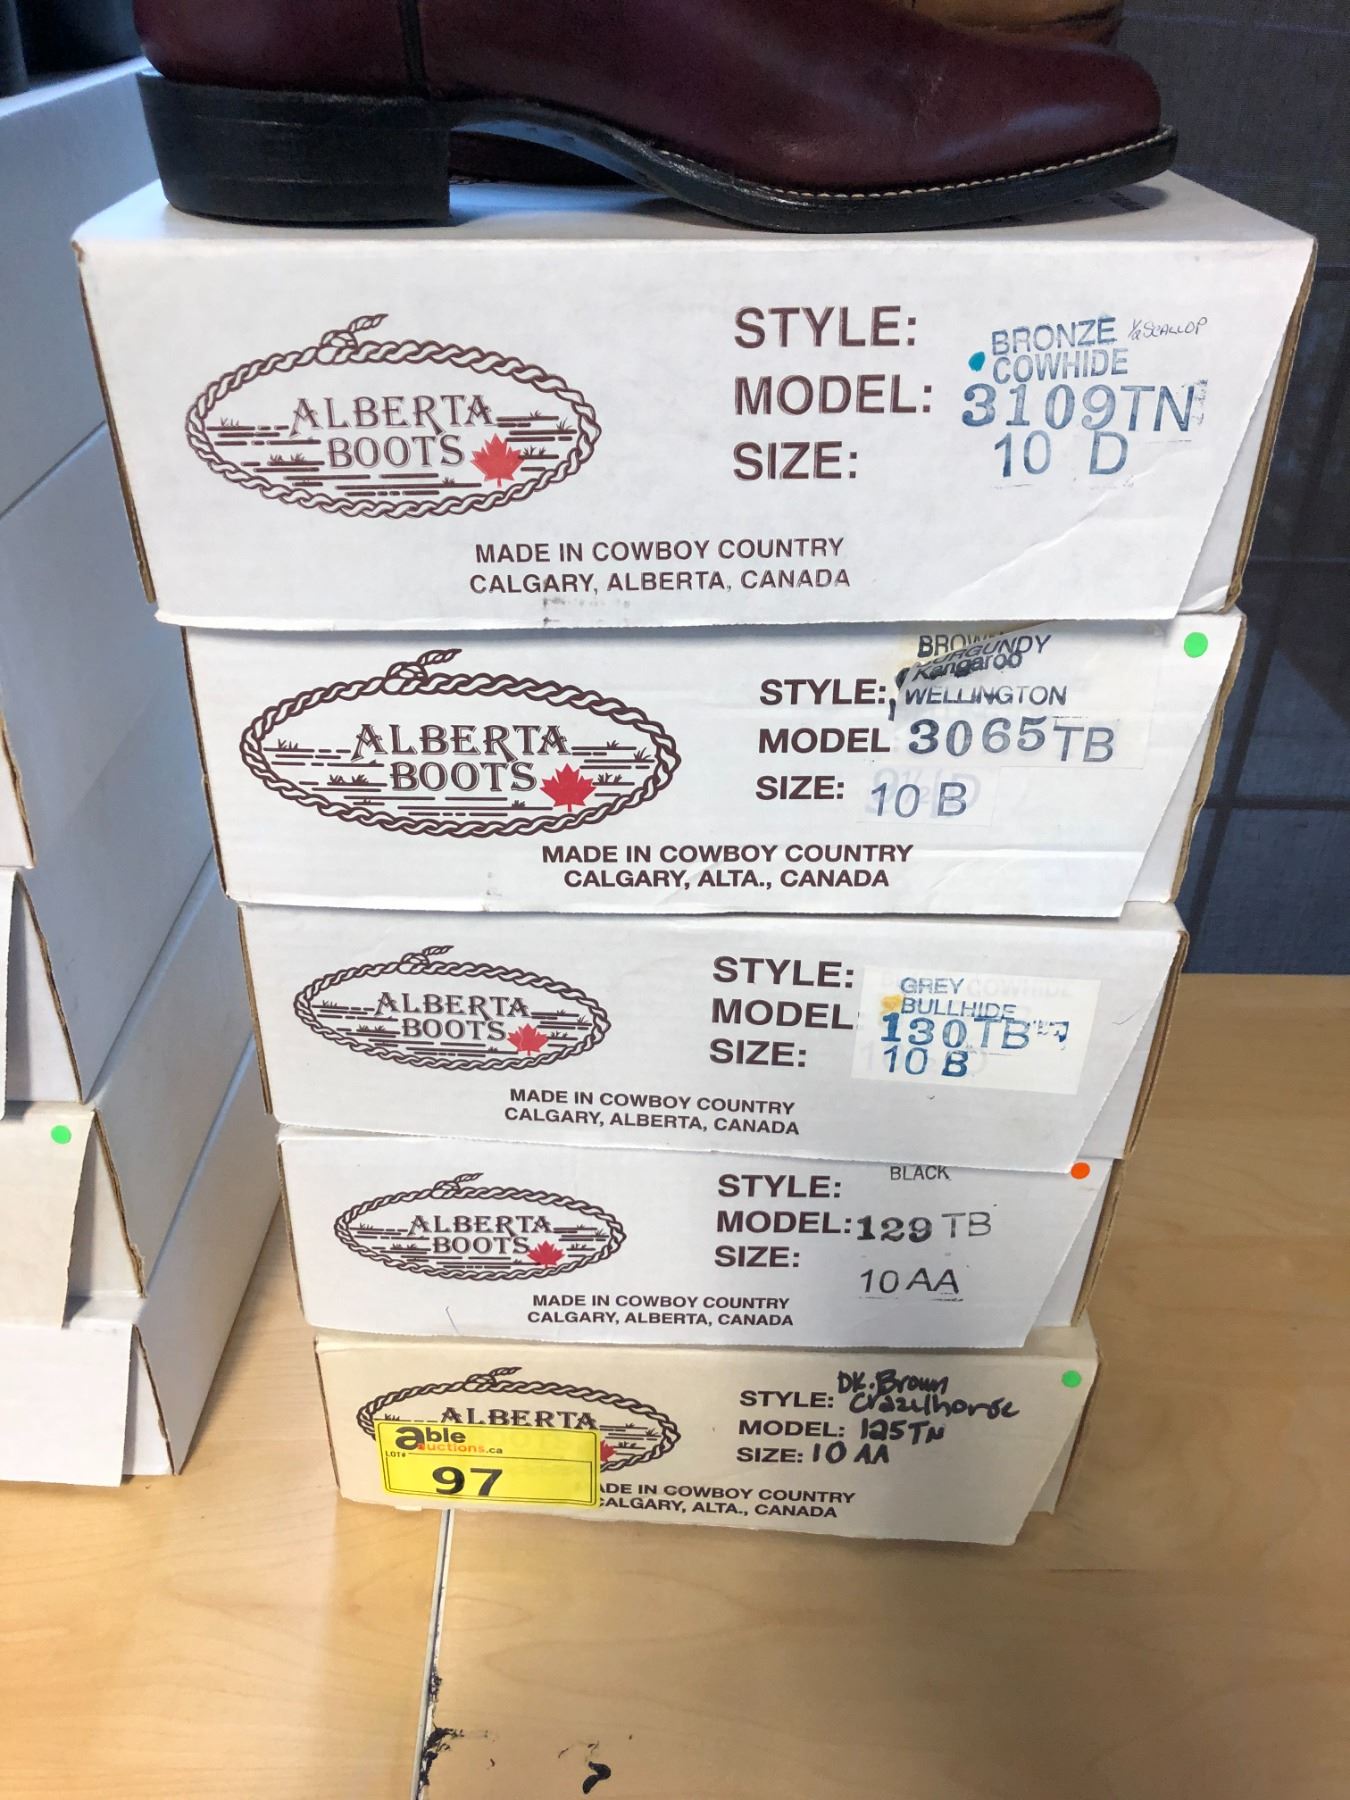 ALBERTA
BOOTS
STYLE: BRONZE 1/2 SCALLOP
COWHIDE
MODEL: 3109TN
SIZE: 10 D
MADE IN COWBOY COUNTRY
CALGARY, ALBERTA, CANADA
ALBERTA
BOOTS
BURGUNDY
Kangaroo
STYLE: WELLINGTON
MODEL 3065TB
SIZE: 10 B
MADE IN COWBOY COUNTRY
CALGARY, ALTA., CANADA
ALBERTA
BOOTS
STYLE: GREY
BULLHIDE
MODEL 130TB
SIZE: 10 B
MADE IN COWBOY COUNTRY
CALGARY, ALBERTA, CANADA
ALBERTA
BOOTS
STYLE: BLACK
MODEL: 129 TB
SIZE: 10 AA
MADE IN COWBOY COUNTRY
CALGARY, ALBERTA, CANADA
ALBERTA
STYLE: DK. Brown
Crazyhorse
MODEL: 125TN
SIZE: 10 AA
able
auctions.ca
LOT#
97
ADE IN COWBOY COUNTRY
CALGARY, ALTA., CANADA